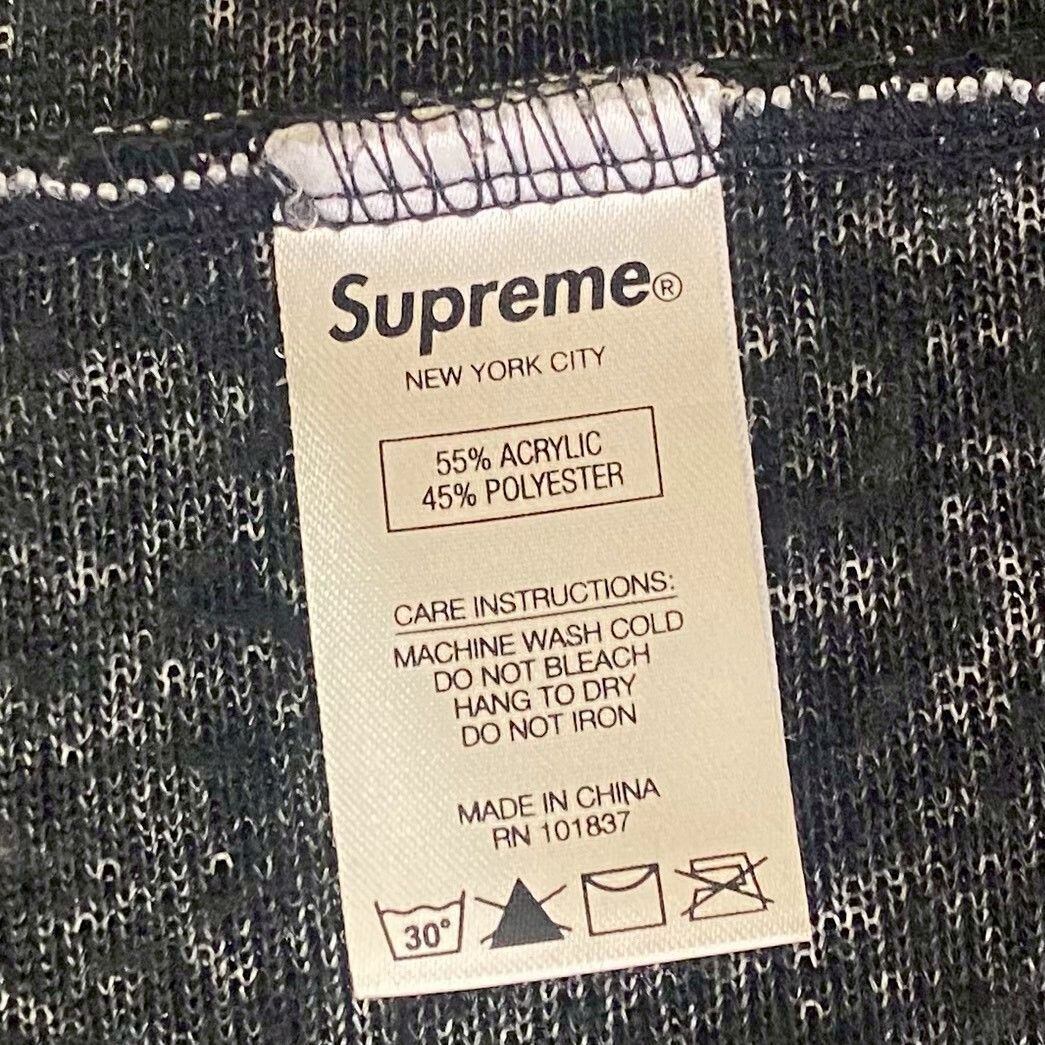 Supreme®
NEW YORK CITY
55% ACRYLIC
45% POLYESTER
CARE INSTRUCTIONS:
MACHINE WASH COLD
DO NOT BLEACH
HANG TO DRY
DO NOT IRON
MADE IN CHINA
RN 101837
30°